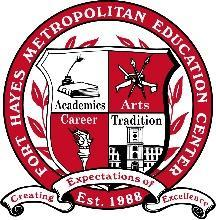 FORT HAYES METROPOLITAN EDUCATION CENTER
Academics Arts
Career Tradition
Est. 1988
Creating Expectations of Excellence